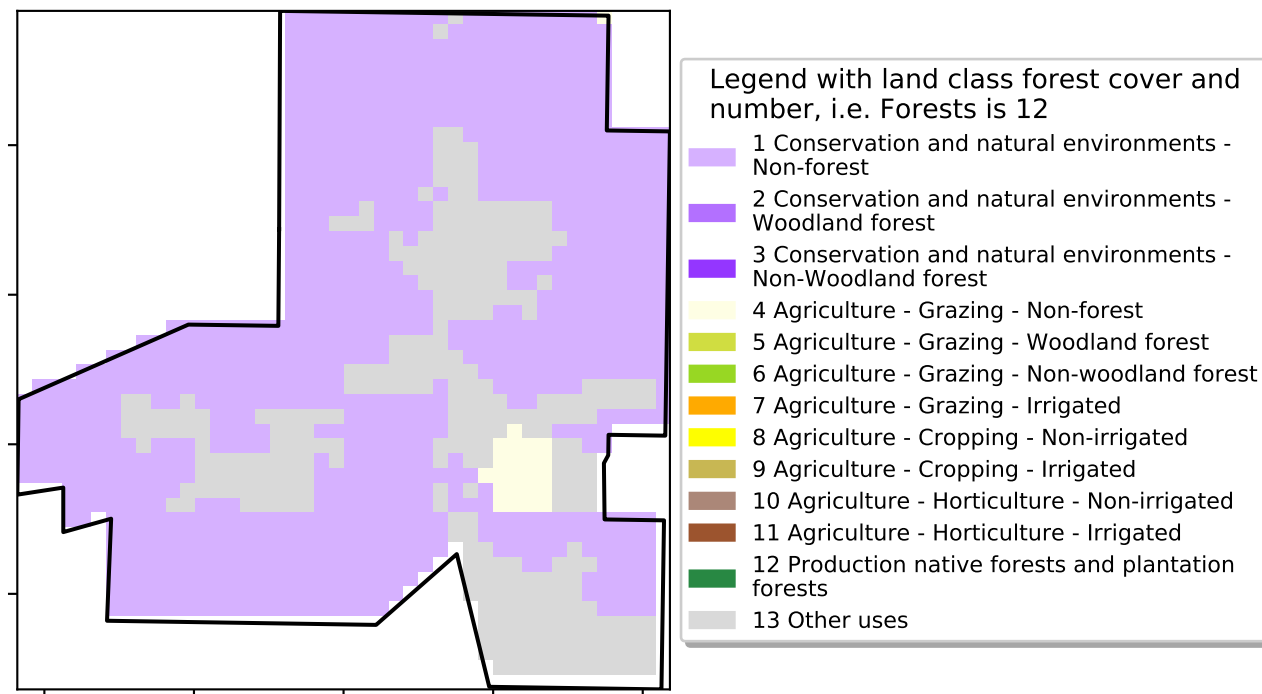 Legend with land class forest cover and
number, i.e. Forests is 12
1 Conservation and natural environments -
Non-forest
2 Conservation and natural environments -
Woodland forest
3 Conservation and natural environments -
Non-Woodland forest
4 Agriculture - Grazing - Non-forest
5 Agriculture - Grazing - Woodland forest
6 Agriculture - Grazing - Non-woodland forest
7 Agriculture - Grazing - Irrigated
8 Agriculture - Cropping - Non-irrigated
9 Agriculture - Cropping - Irrigated
10 Agriculture - Horticulture - Non-irrigated
11 Agriculture - Horticulture - Irrigated
12 Production native forests and plantation
forests
13 Other uses